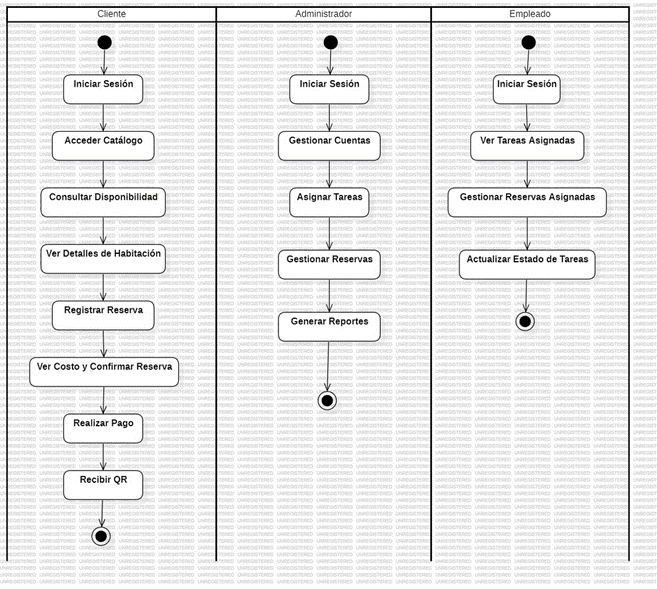 Cliente
Administrador
Empleado
Iniciar Sesión
Acceder Catálogo
Consultar Disponibilidad
Ver Detalles de Habitación
Registrar Reserva
Ver Costo y Confirmar Reserva
Realizar Pago
Recibir QR
Iniciar Sesión
Gestionar Cuentas
Asignar Tareas
Gestionar Reservas
Generar Reportes
Iniciar Sesión
Ver Tareas Asignadas
Gestionar Reservas Asignadas
Actualizar Estado de Tareas
UNREGISTERED